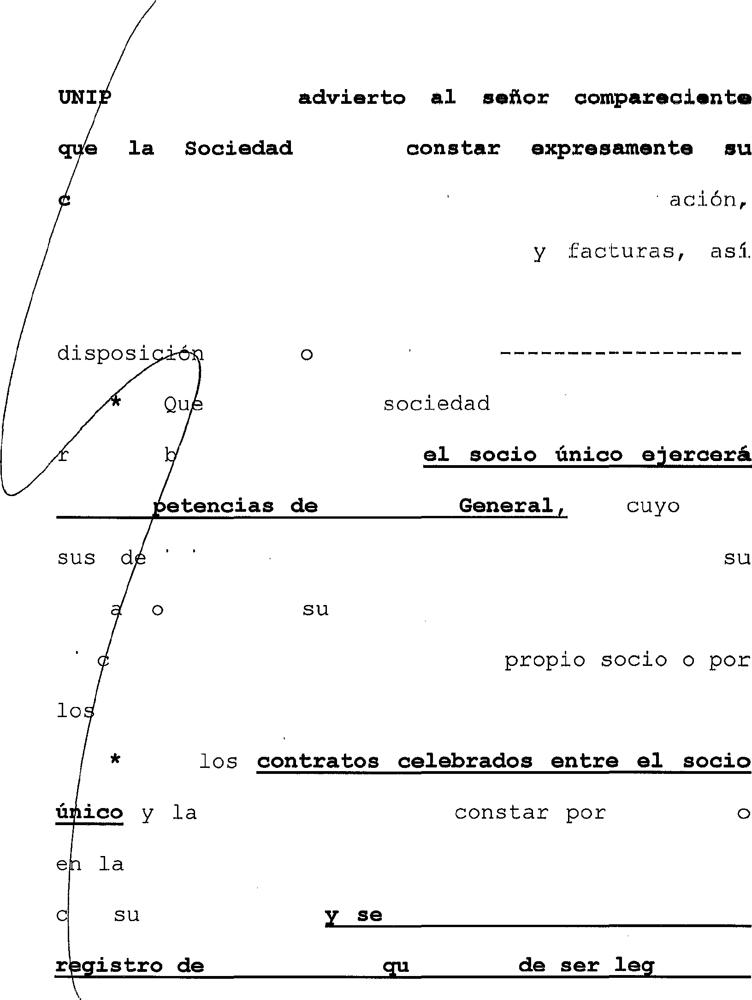 UNIP advierto al señor compareciente
que la Sociedad constar expresamente su
c ación,
y facturas, así
disposición o ------------------
* Que sociedad
r b el socio único ejercerá
petencias de General, cuyo
sus de su
a o su
c propio socio o por
los
* los contratos celebrados entre el socio
único y la constar por o
en la
c su y se
registro de qu de ser leg